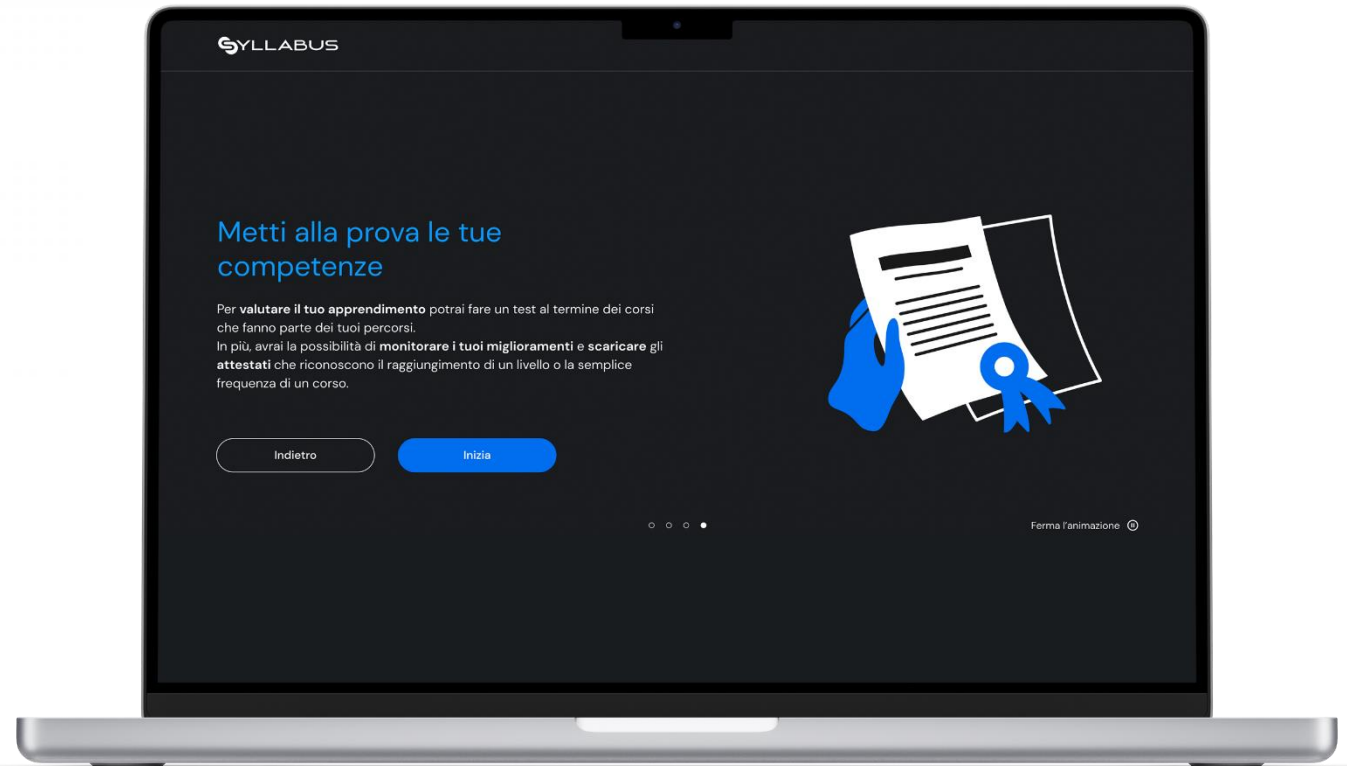 SYLLABUS
Metti alla prova le tue
competenze
Per valutare il tuo apprendimento potrai fare un test al termine dei corsi
che fanno parte dei tuoi percorsi.
In più, avrai la possibilità di monitorare i tuoi miglioramenti e scaricare gli
attestati che riconoscono il raggiungimento di un livello o la semplice
frequenza di un corso.
Indietro
Inizia
Ferma l'animazione